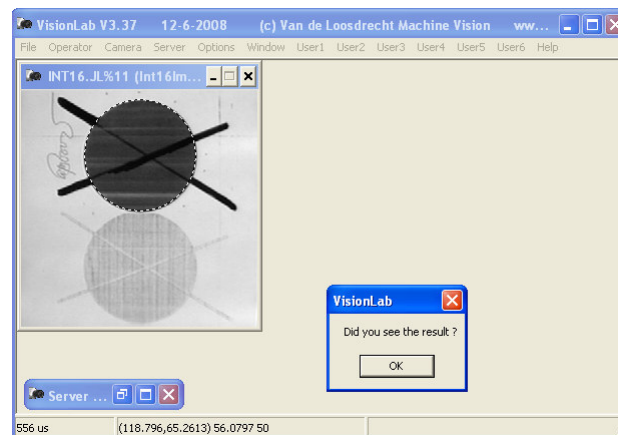 VisionLab V3.37 12-6-2008 (c) Van de Loosdrecht Machine Vision ww...
File Operator Camera Server Options Window User1 User2 User3 User4 User5 User6 Help
INT16.JL%11 (Int16Im...
VisionLab
Did you see the result ?
OK
Server ...
556 us (118.796,65.2613) 56.0797 50